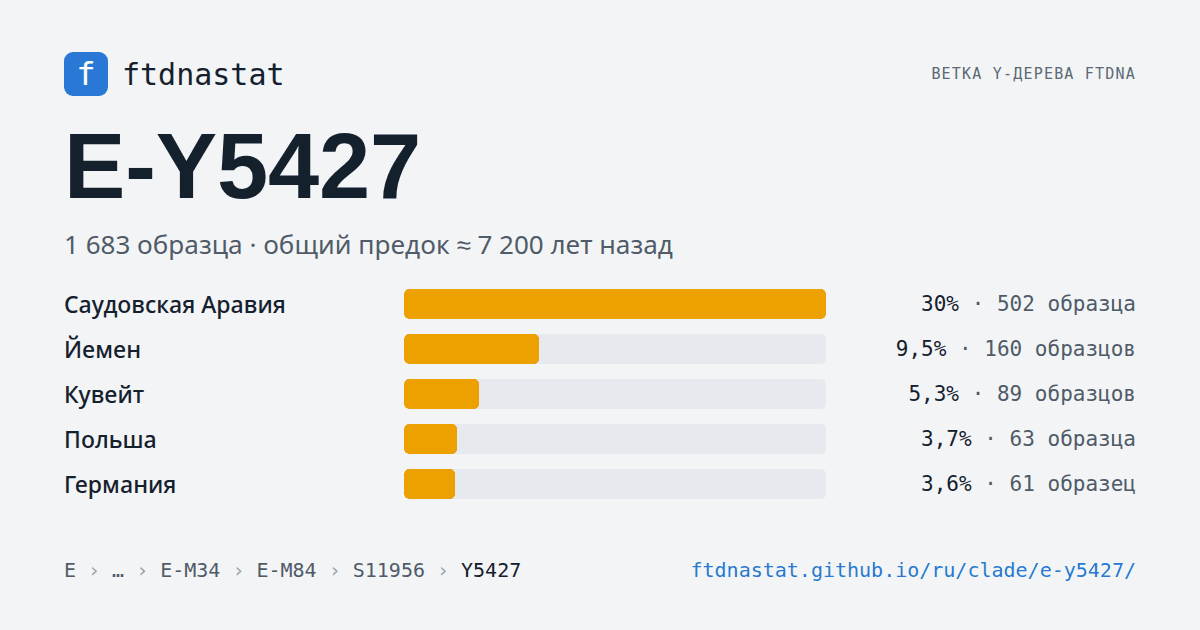 f ftdnastat
ВЕТКА Y-ДЕРЕВА FTDNA
E-Y5427
1 683 образца · общий предок ≈ 7 200 лет назад
Саудовская Аравия 30% · 502 образца
Йемен 9,5% · 160 образцов
Кувейт 5,3% · 89 образцов
Польша 3,7% · 63 образца
Германия 3,6% · 61 образец
E › … › E-M34 › E-M84 › S11956 › Y5427
ftdnastat.github.io/ru/clade/e-y5427/